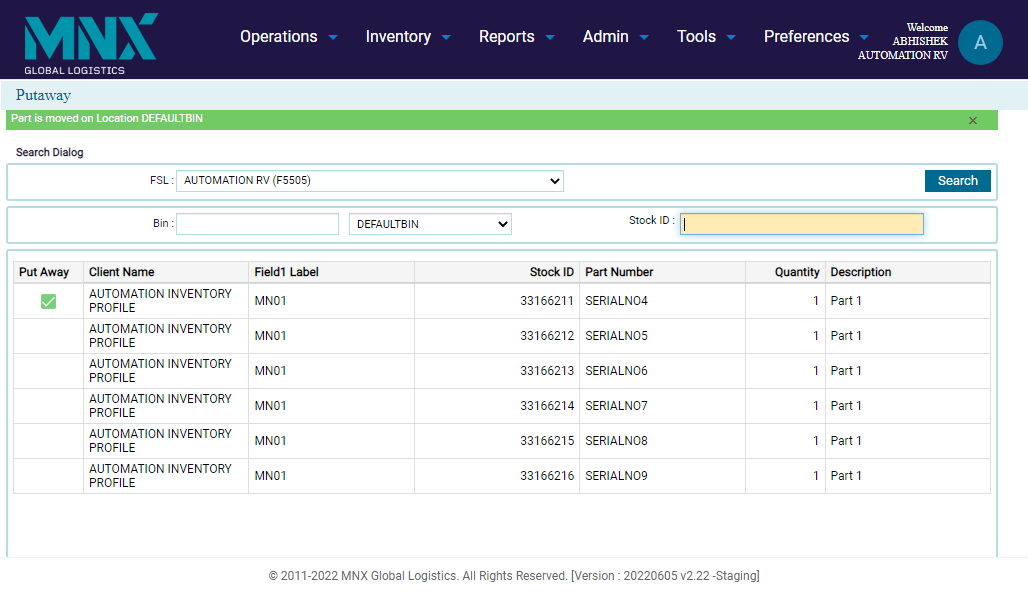 MNX
GLOBAL LOGISTICS
Operations Inventory Reports Admin Tools Preferences
Welcome
ABHISHEK
AUTOMATION RV
A
Putaway
Part is moved on Location DEFAULTBIN ×
Search Dialog
FSL : AUTOMATION RV (F5505) Search
Bin : DEFAULTBIN Stock ID :
Put Away Client Name Field1 Label Stock ID Part Number Quantity Description
AUTOMATION INVENTORY PROFILE MN01 33166211 SERIALNO4 1 Part 1
AUTOMATION INVENTORY PROFILE MN01 33166212 SERIALNO5 1 Part 1
AUTOMATION INVENTORY PROFILE MN01 33166213 SERIALNO6 1 Part 1
AUTOMATION INVENTORY PROFILE MN01 33166214 SERIALNO7 1 Part 1
AUTOMATION INVENTORY PROFILE MN01 33166215 SERIALNO8 1 Part 1
AUTOMATION INVENTORY PROFILE MN01 33166216 SERIALNO9 1 Part 1
© 2011-2022 MNX Global Logistics. All Rights Reserved. [Version : 20220605 v2.22 -Staging]